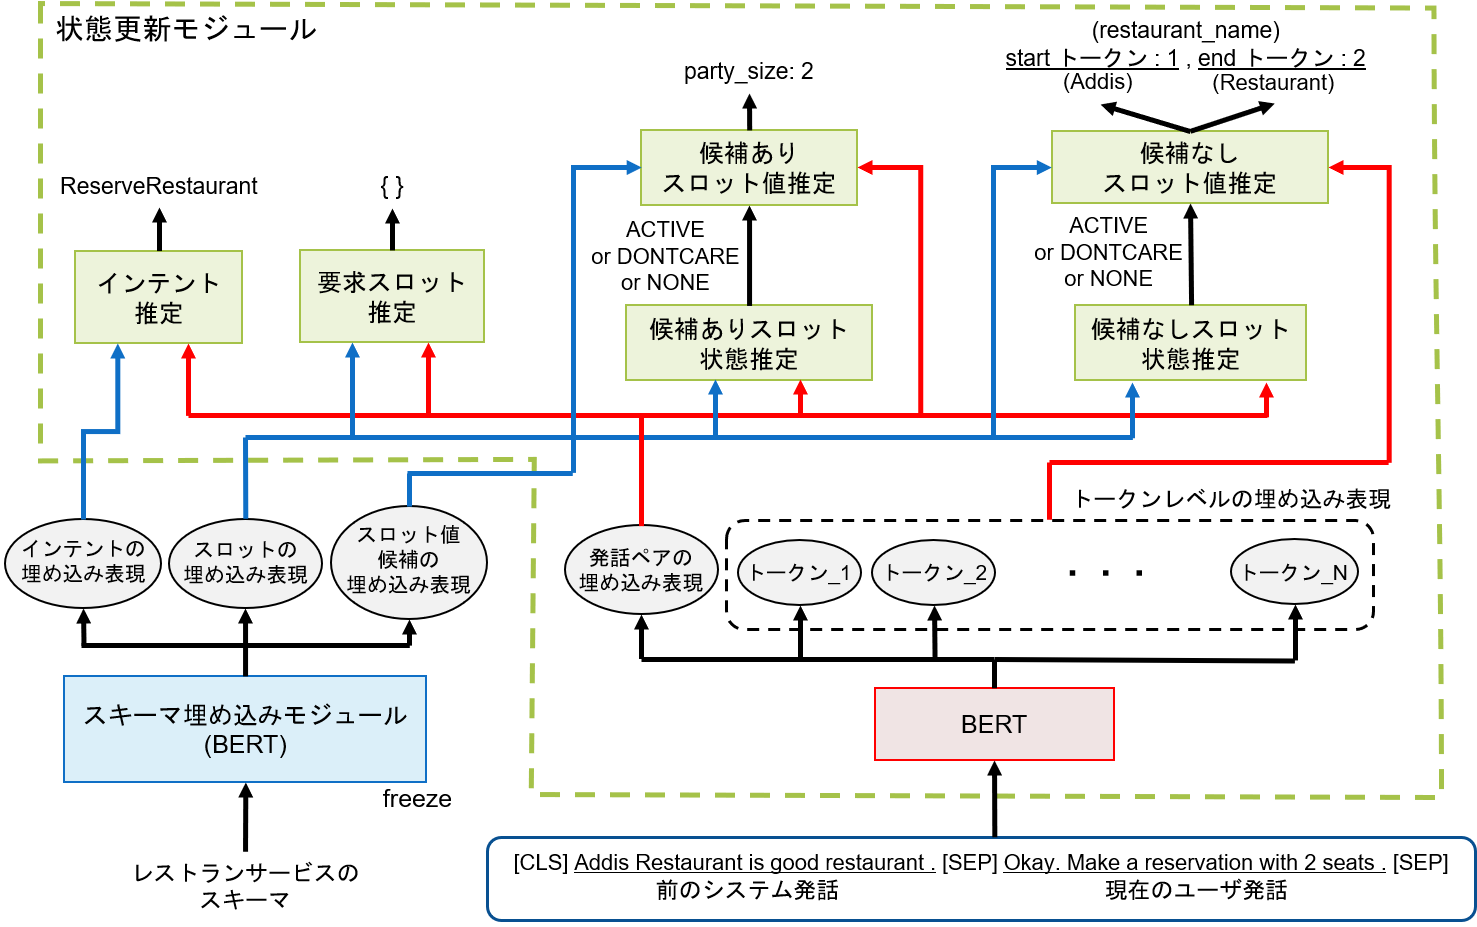 状態更新モジュール
(restaurant_name)
start トークン : 1 , end トークン : 2
(Addis) (Restaurant)
party_size: 2
候補あり
スロット値推定
候補なし
スロット値推定
ReserveRestaurant
{ }
ACTIVE
or DONTCARE
or NONE
ACTIVE
or DONTCARE
or NONE
インテント
推定
要求スロット
推定
候補ありスロット
状態推定
候補なしスロット
状態推定
トークンレベルの埋め込み表現
インテントの
埋め込み表現
スロットの
埋め込み表現
スロット値
候補の
埋め込み表現
発話ペアの
埋め込み表現
トークン_1
トークン_2
・・・
トークン_N
スキーマ埋め込みモジュール
(BERT)
freeze
BERT
レストランサービスの
スキーマ
[CLS] Addis Restaurant is good restaurant . [SEP] Okay. Make a reservation with 2 seats . [SEP]
前のシステム発話 現在のユーザ発話